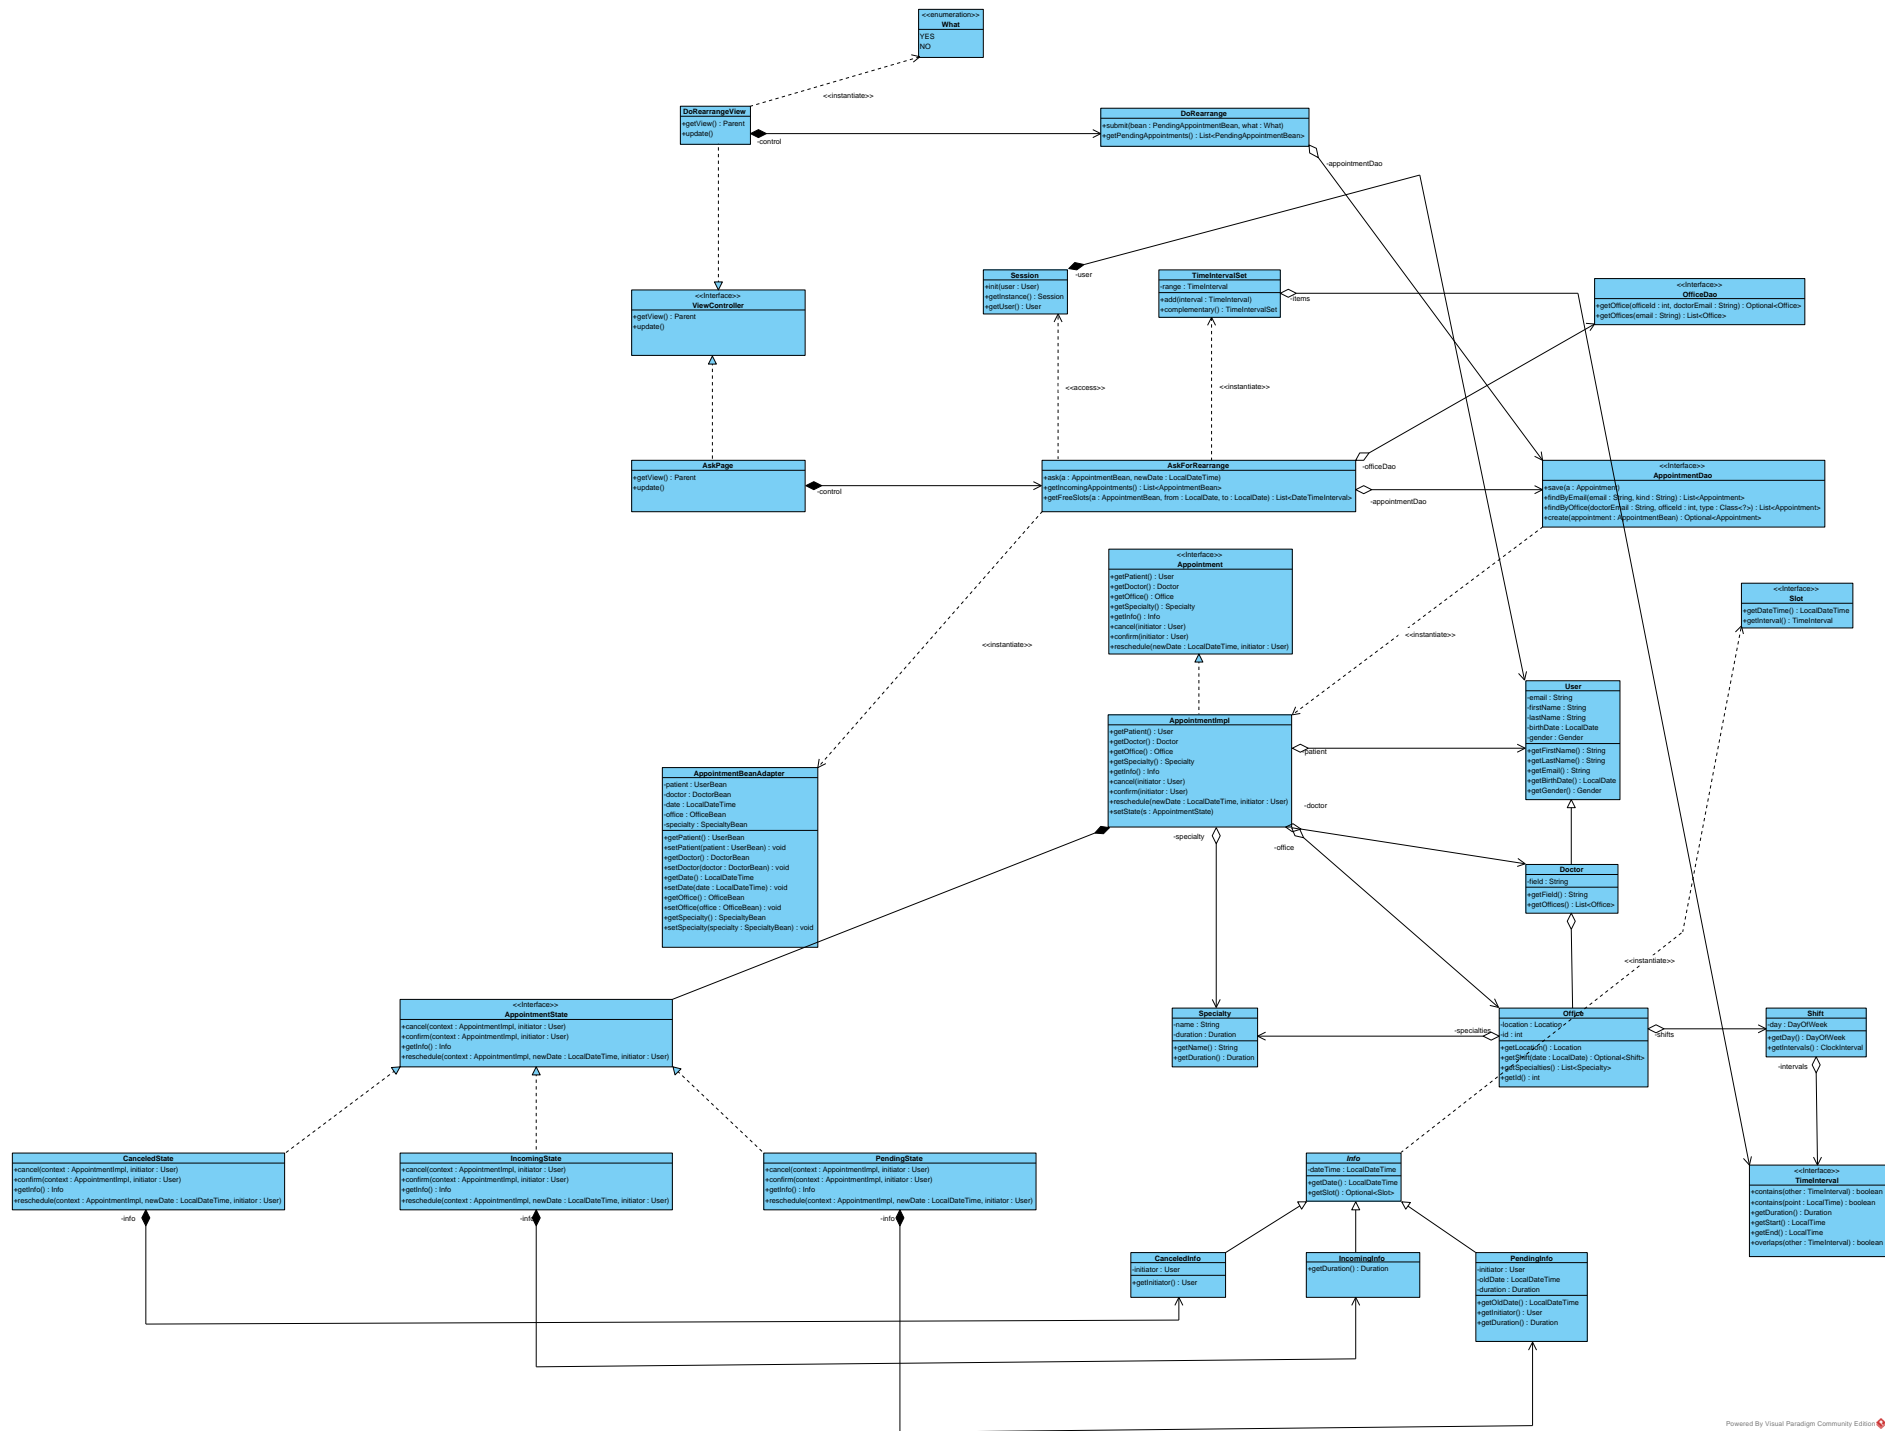 <<enumeration>>
What
YES
NO
<<instantiate>>
DoRearrangeView
+getView() : Parent
+update()
-control
DoRearrange
+submit(bean : PendingAppointmentBean, what : What)
+getPendingAppointments() : List<PendingAppointmentBean>
-appointmentDao
<<Interface>>
ViewController
+getView() : Parent
+update()
Session
+init(user : User)
+getInstance() : Session
+getUser() : User
-user
TimeIntervalSet
-range : TimeInterval
+add(interval : TimeInterval)
+complementary() : TimeIntervalSet
-items
<<Interface>>
OfficeDao
+getOffice(officeId : int, doctorEmail : String) : Optional<Office>
+getOffices(email : String) : List<Office>
<<access>>
<<instantiate>>
AskPage
+getView() : Parent
+update()
-control
AskForRearrange
+ask(a : AppointmentBean, newDate : LocalDateTime)
+getIncomingAppointments() : List<AppointmentBean>
+getFreeSlots(a : AppointmentBean, from : LocalDate, to : LocalDate) : List<DateTimeInterval>
-officeDao
-appointmentDao
<<Interface>>
AppointmentDao
+save(a : Appointment)
+findByEmail(email : String, kind : String) : List<Appointment>
+findByOffice(doctorEmail : String, officeId : int, type : Class<?>) : List<Appointment>
+create(appointment : AppointmentBean) : Optional<Appointment>
<<Interface>>
Appointment
+getPatient() : User
+getDoctor() : Doctor
+getOffice() : Office
+getSpecialty() : Specialty
+getInfo() : Info
+cancel(initiator : User)
+confirm(initiator : User)
+reschedule(newDate : LocalDateTime, initiator : User)
<<instantiate>>
<<instantiate>>
<<Interface>>
Slot
+getDateTime() : LocalDateTime
+getInterval() : TimeInterval
AppointmentImpl
+getPatient() : User
+getDoctor() : Doctor
+getOffice() : Office
+getSpecialty() : Specialty
+getInfo() : Info
+cancel(initiator : User)
+confirm(initiator : User)
+reschedule(newDate : LocalDateTime, initiator : User)
+setState(s : AppointmentState)
-patient
-doctor
-specialty
-office
User
-email : String
-firstName : String
-lastName : String
-birthDate : LocalDate
-gender : Gender
+getFirstName() : String
+getLastName() : String
+getEmail() : String
+getBirthDate() : LocalDate
+getGender() : Gender
AppointmentBeanAdapter
-patient : UserBean
-doctor : DoctorBean
-date : LocalDateTime
-office : OfficeBean
-specialty : SpecialtyBean
+getPatient() : UserBean
+setPatient(patient : UserBean) : void
+getDoctor() : DoctorBean
+setDoctor(doctor : DoctorBean) : void
+getDate() : LocalDateTime
+setDate(date : LocalDateTime) : void
+getOffice() : OfficeBean
+setOffice(office : OfficeBean) : void
+getSpecialty() : SpecialtyBean
+setSpecialty(specialty : SpecialtyBean) : void
Doctor
-field : String
+getField() : String
+getOffices() : List<Office>
<<instantiate>>
<<Interface>>
AppointmentState
+cancel(context : AppointmentImpl, initiator : User)
+confirm(context : AppointmentImpl, initiator : User)
+getInfo() : Info
+reschedule(context : AppointmentImpl, newDate : LocalDateTime, initiator : User)
Specialty
-name : String
-duration : Duration
+getName() : String
+getDuration() : Duration
-specialties
Office
-location : Location
-id : int
+getLocation() : Location
+getShift(date : LocalDate) : Optional<Shift>
+getSpecialties() : List<Specialty>
+getId() : int
-shifts
Shift
-day : DayOfWeek
+getDay() : DayOfWeek
+getIntervals() : ClockInterval
-intervals
CanceledState
+cancel(context : AppointmentImpl, initiator : User)
+confirm(context : AppointmentImpl, initiator : User)
+getInfo() : Info
+reschedule(context : AppointmentImpl, newDate : LocalDateTime, initiator : User)
-info
IncomingState
+cancel(context : AppointmentImpl, initiator : User)
+confirm(context : AppointmentImpl, initiator : User)
+getInfo() : Info
+reschedule(context : AppointmentImpl, newDate : LocalDateTime, initiator : User)
-info
PendingState
+cancel(context : AppointmentImpl, initiator : User)
+confirm(context : AppointmentImpl, initiator : User)
+getInfo() : Info
+reschedule(context : AppointmentImpl, newDate : LocalDateTime, initiator : User)
-info
Info
-dateTime : LocalDateTime
+getDate() : LocalDateTime
+getSlot() : Optional<Slot>
<<Interface>>
TimeInterval
+contains(other : TimeInterval) : boolean
+contains(point : LocalTime) : boolean
+getDuration() : Duration
+getStart() : LocalTime
+getEnd() : LocalTime
+overlaps(other : TimeInterval) : boolean
CanceledInfo
-initiator : User
+getInitiator() : User
IncomingInfo
+getDuration() : Duration
PendingInfo
-initiator : User
-oldDate : LocalDateTime
-duration : Duration
+getOldDate() : LocalDateTime
+getInitiator() : User
+getDuration() : Duration
Powered By Visual Paradigm Community Edition